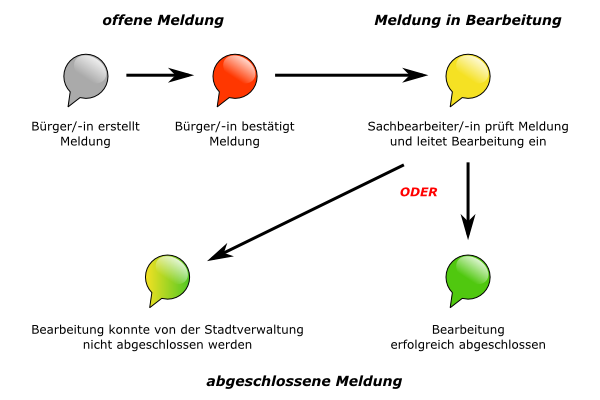 offene Meldung
Meldung in Bearbeitung
Bürger/-in erstellt
Meldung
Bürger/-in bestätigt
Meldung
Sachbearbeiter/-in prüft Meldung
und leitet Bearbeitung ein
ODER
Bearbeitung konnte von der Stadtverwaltung
nicht abgeschlossen werden
Bearbeitung
erfolgreich abgeschlossen
abgeschlossene Meldung